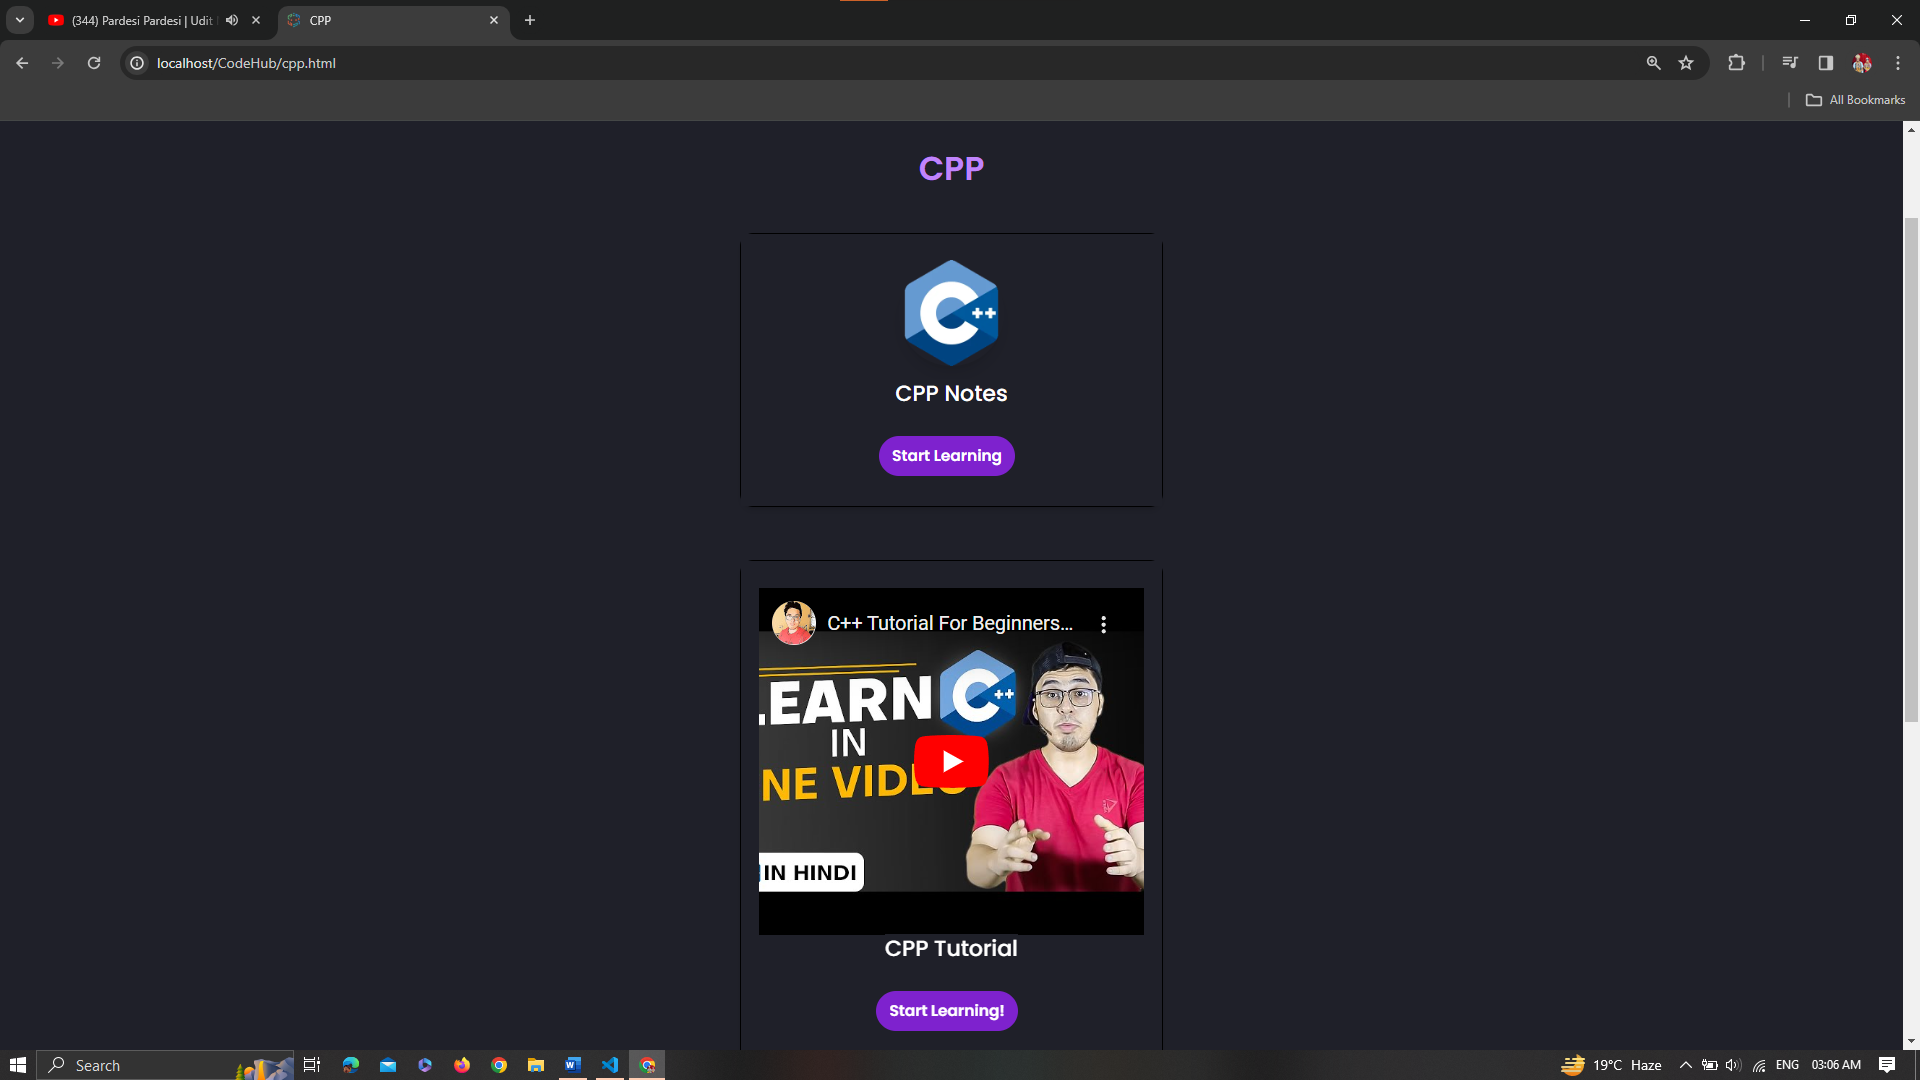 (344) Pardesi Pardesi | Udit
CPP
localhost/CodeHub/cpp.html
All Bookmarks
CPP
C++
CPP Notes
Start Learning
C++ Tutorial For Beginners...
LEARN C++
IN
NE VIDEO
IN HINDI
CPP Tutorial
Start Learning!
Search
19°C Haze
ENG
03:06 AM